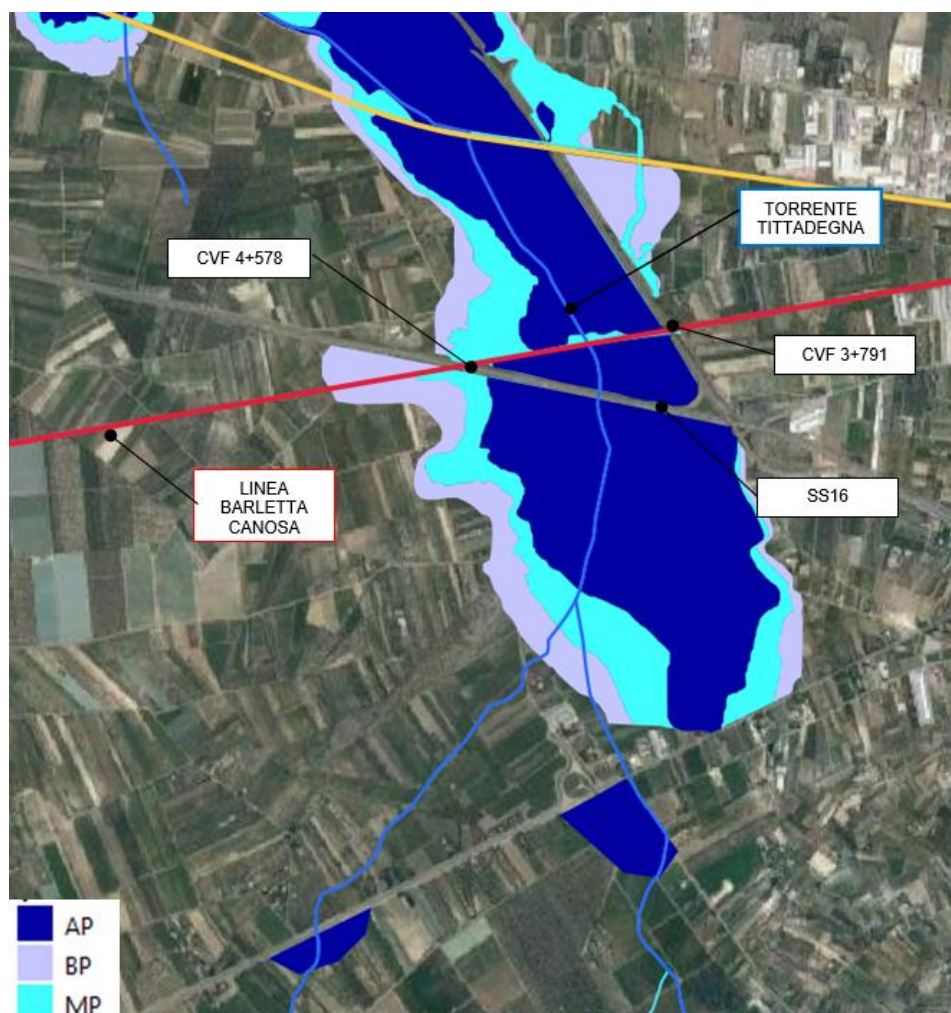 TORRENTE
TITTADEGNA
CVF 4+578
CVF 3+791
LINEA
BARLETTA
CANOSA
SS16
AP
BP
MP